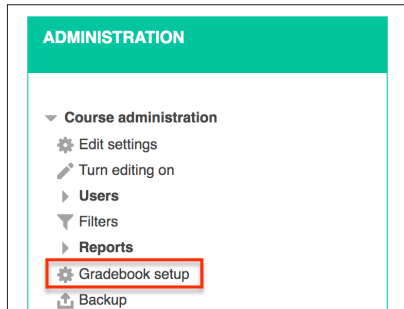 ADMINISTRATION
Course administration
Edit settings
Turn editing on
Users
Filters
Reports
Gradebook setup
Backup